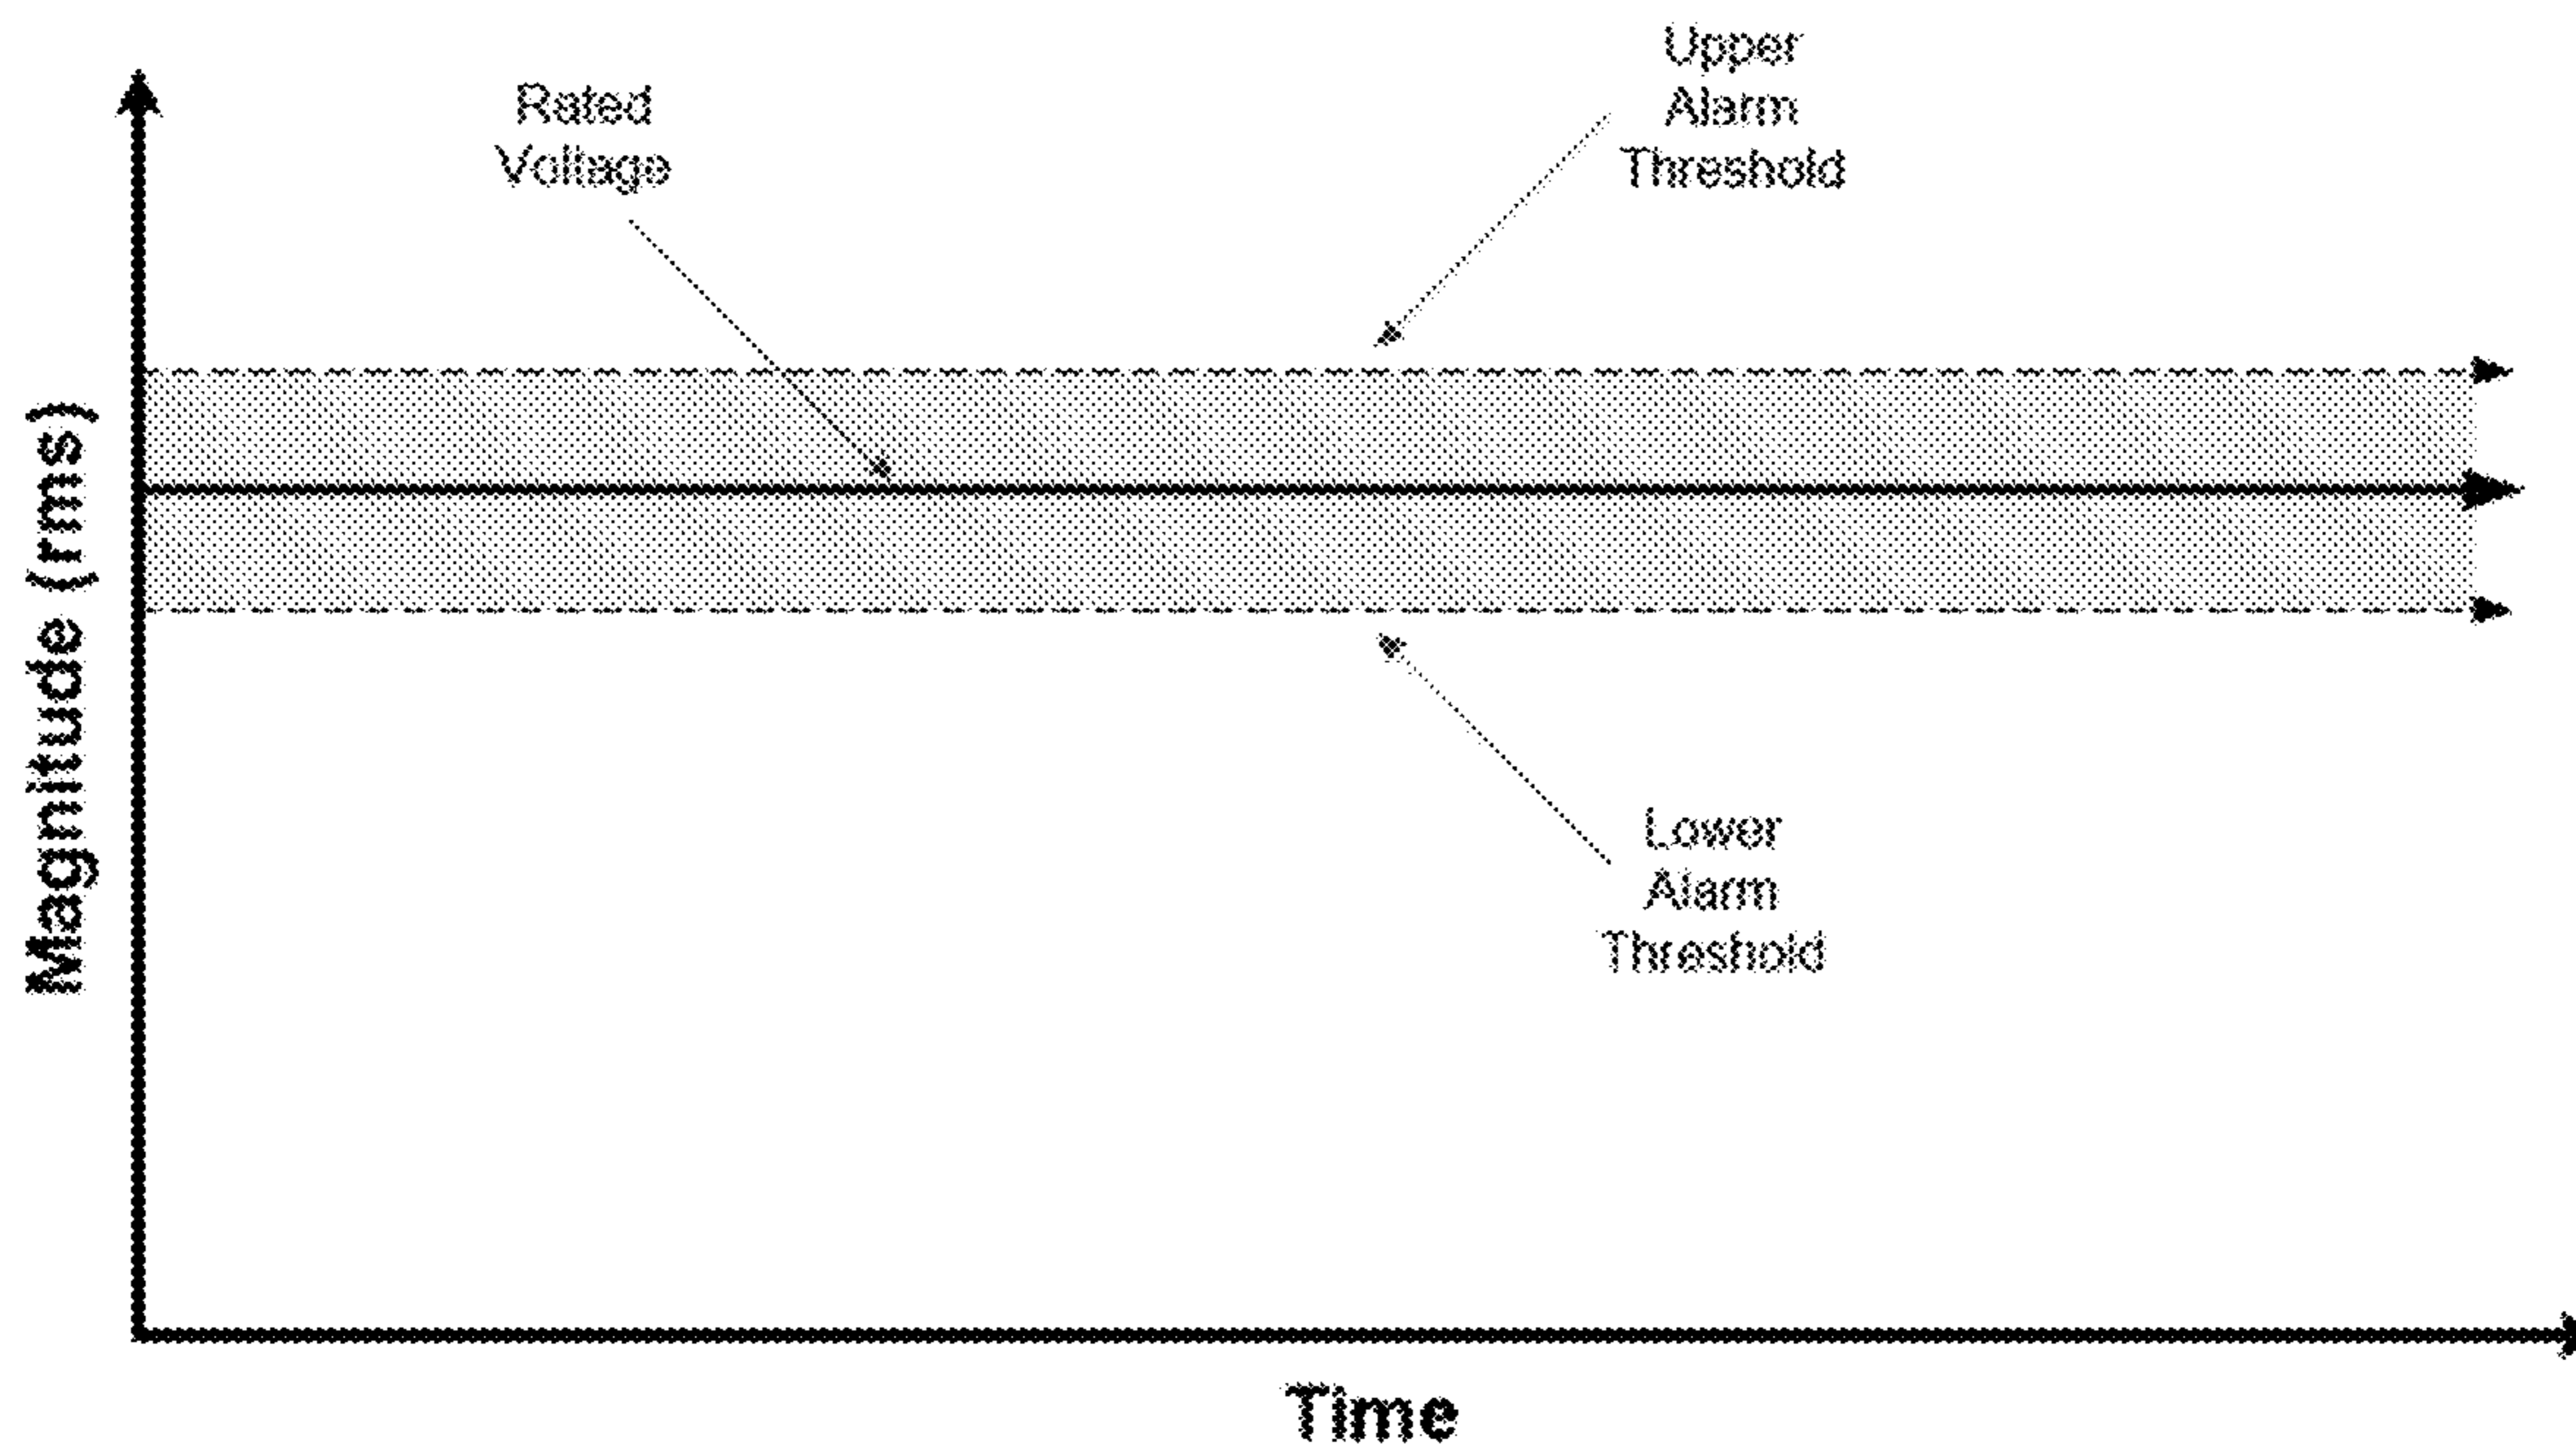 Upper
Alarm
Threshold
Rated
Voltage
Magnitude (rms)
Lower
Alarm
Threshold
Time